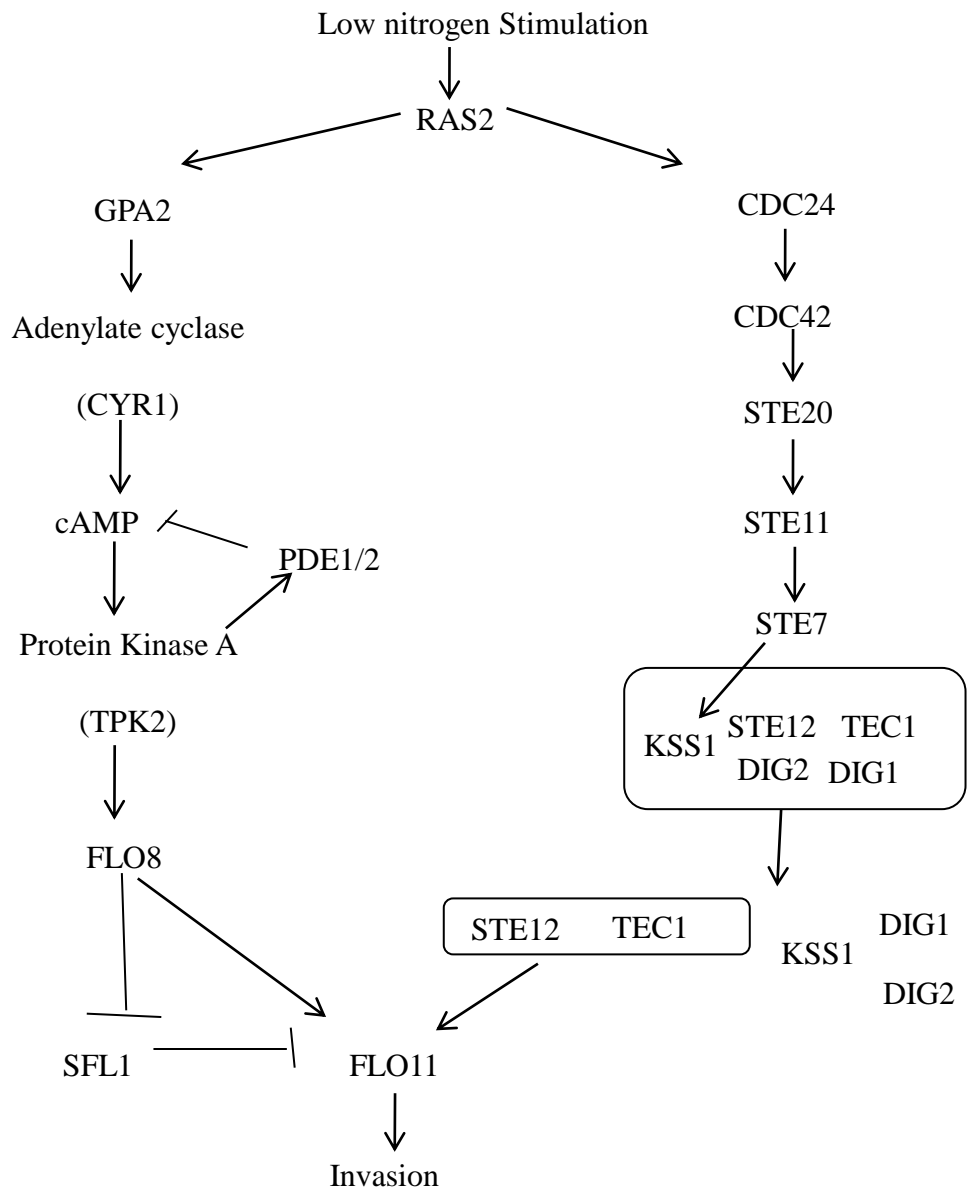 Low nitrogen Stimulation
RAS2
GPA2
CDC24
Adenylate cyclase
CDC42
(CYR1)
STE20
cAMP
STE11
PDE1/2
Protein Kinase A
STE7
(TPK2)
KSS1
STE12
TEC1
DIG2
DIG1
FLO8
STE12
TEC1
KSS1
DIG1
DIG2
SFL1
FLO11
Invasion